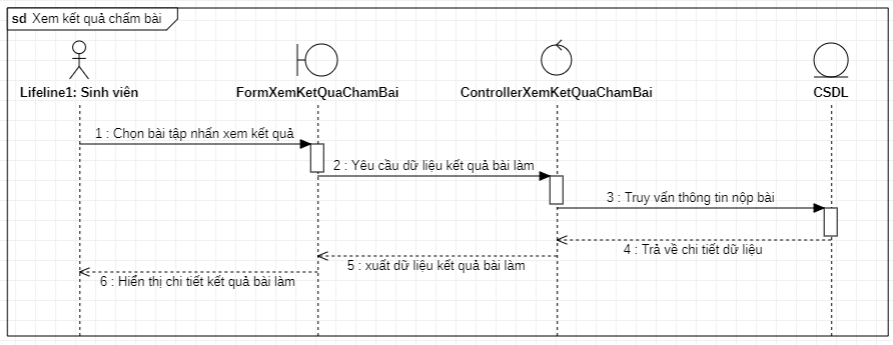 sd Xem kết quả chấm bài
Lifeline1: Sinh viên
FormXemKetQuaChamBai
ControllerXemKetQuaChamBai
CSDL
1 : Chọn bài tập nhấn xem kết quả
2 : Yêu cầu dữ liệu kết quả bài làm
3 : Truy vấn thông tin nộp bài
4 : Trả về chi tiết dữ liệu
5 : xuất dữ liệu kết quả bài làm
6 : Hiển thị chi tiết kết quả bài làm